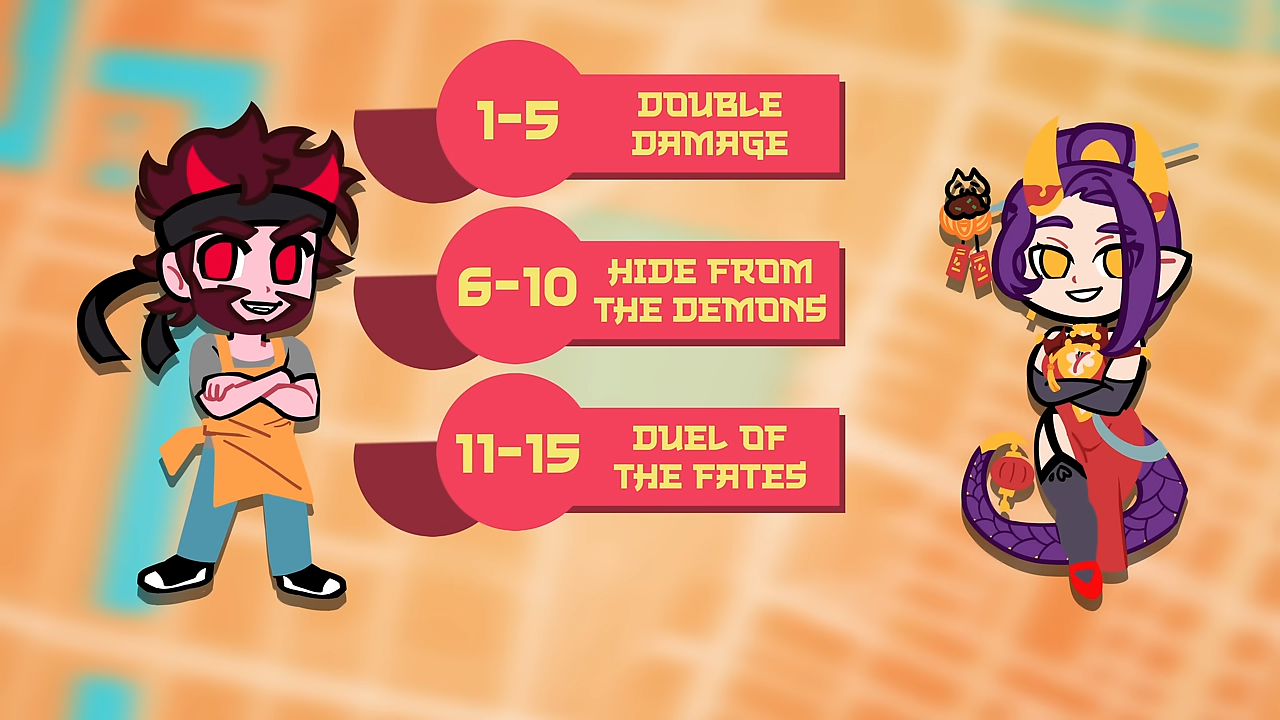 1-5
DOUBLE
DAMAGE
6-10
HIDE FROM
THE DEMONS
11-15
DUEL OF
THE FATES